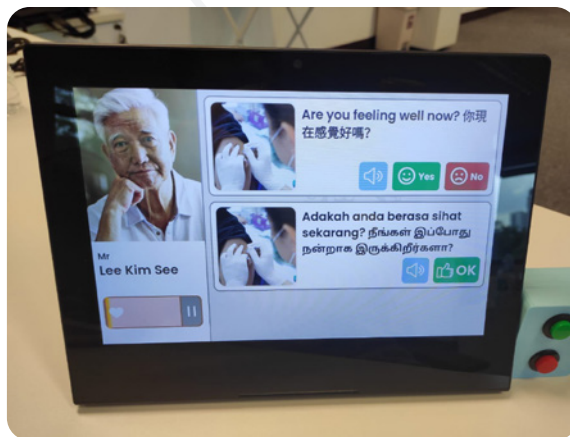 Are you feeling well now? 你現
在感覺好嗎?
Yes
No
Adakah anda berasa sihat
sekarang? நீங்கள் இப்போது
நன்றாக இருக்கிறீர்களா?
OK
Mr
Lee Kim See